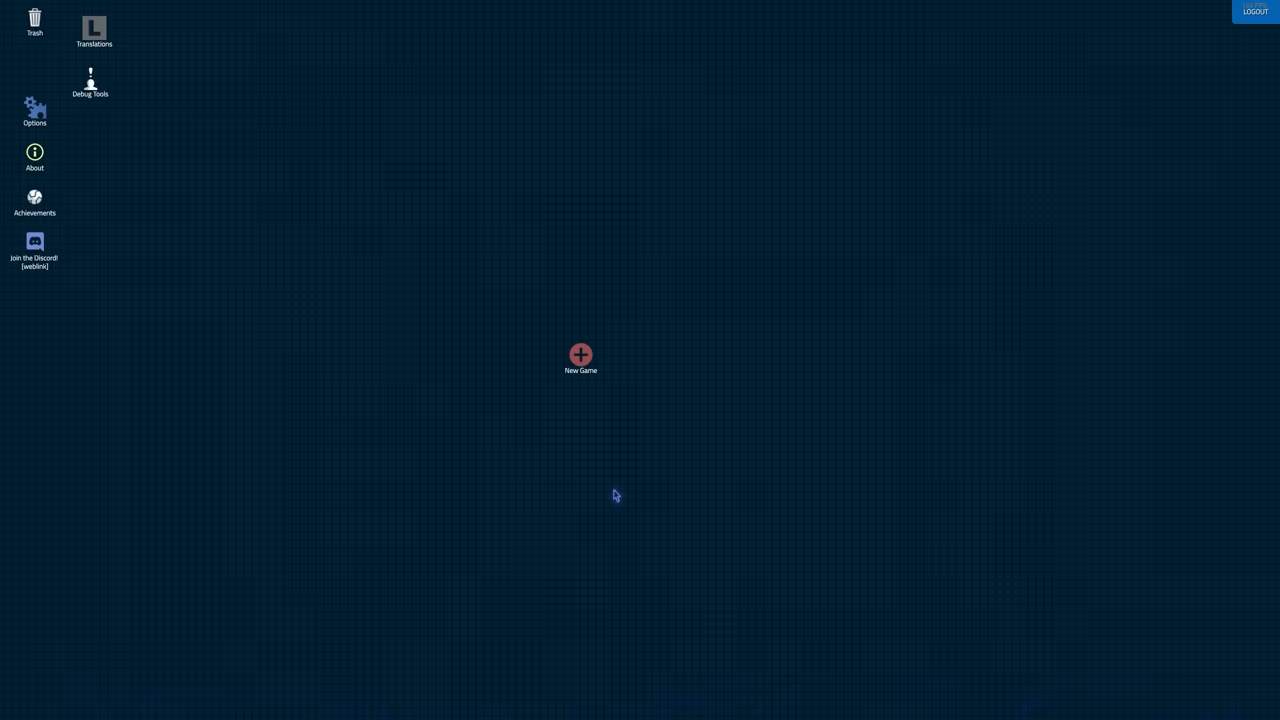 Trash
L
Translations
LOGOUT
Debug Tools
Options
About
Achievements
Join the Discord!
[weblink]
New Game